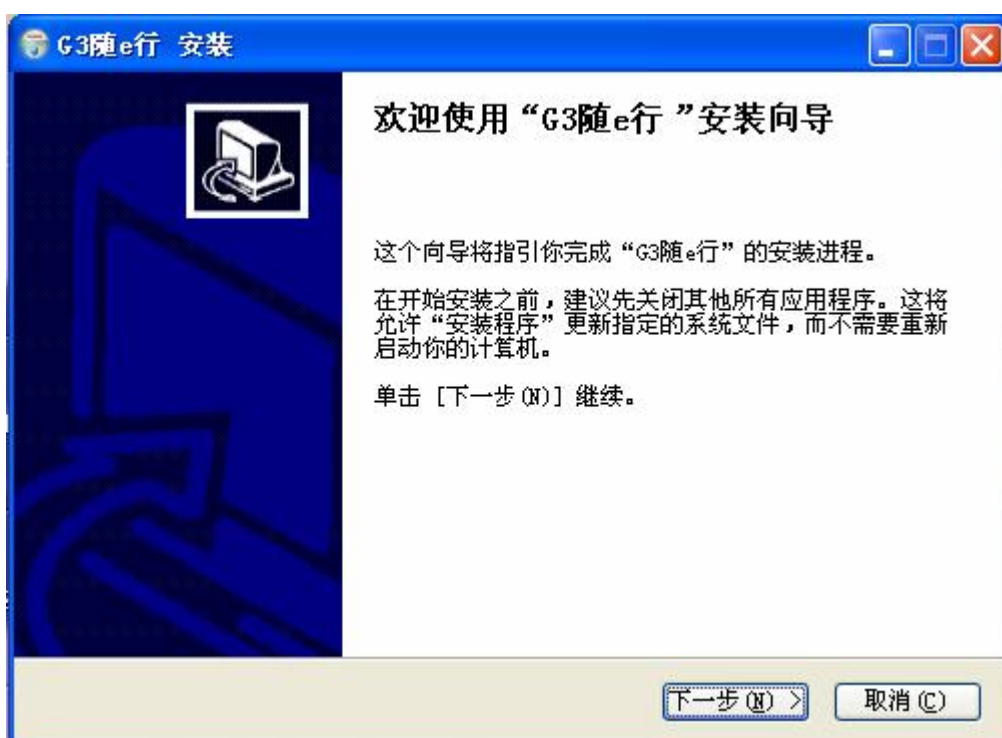 G3随e行 安装
欢迎使用“G3随e行 ”安装向导
这个向导将指引你完成“G3随e行”的安装进程。
在开始安装之前，建议先关闭其他所有应用程序。这将
允许“安装程序”更新指定的系统文件，而不需要重新
启动你的计算机。
单击 [下一步(N)] 继续。
下一步(N) >
取消(C)